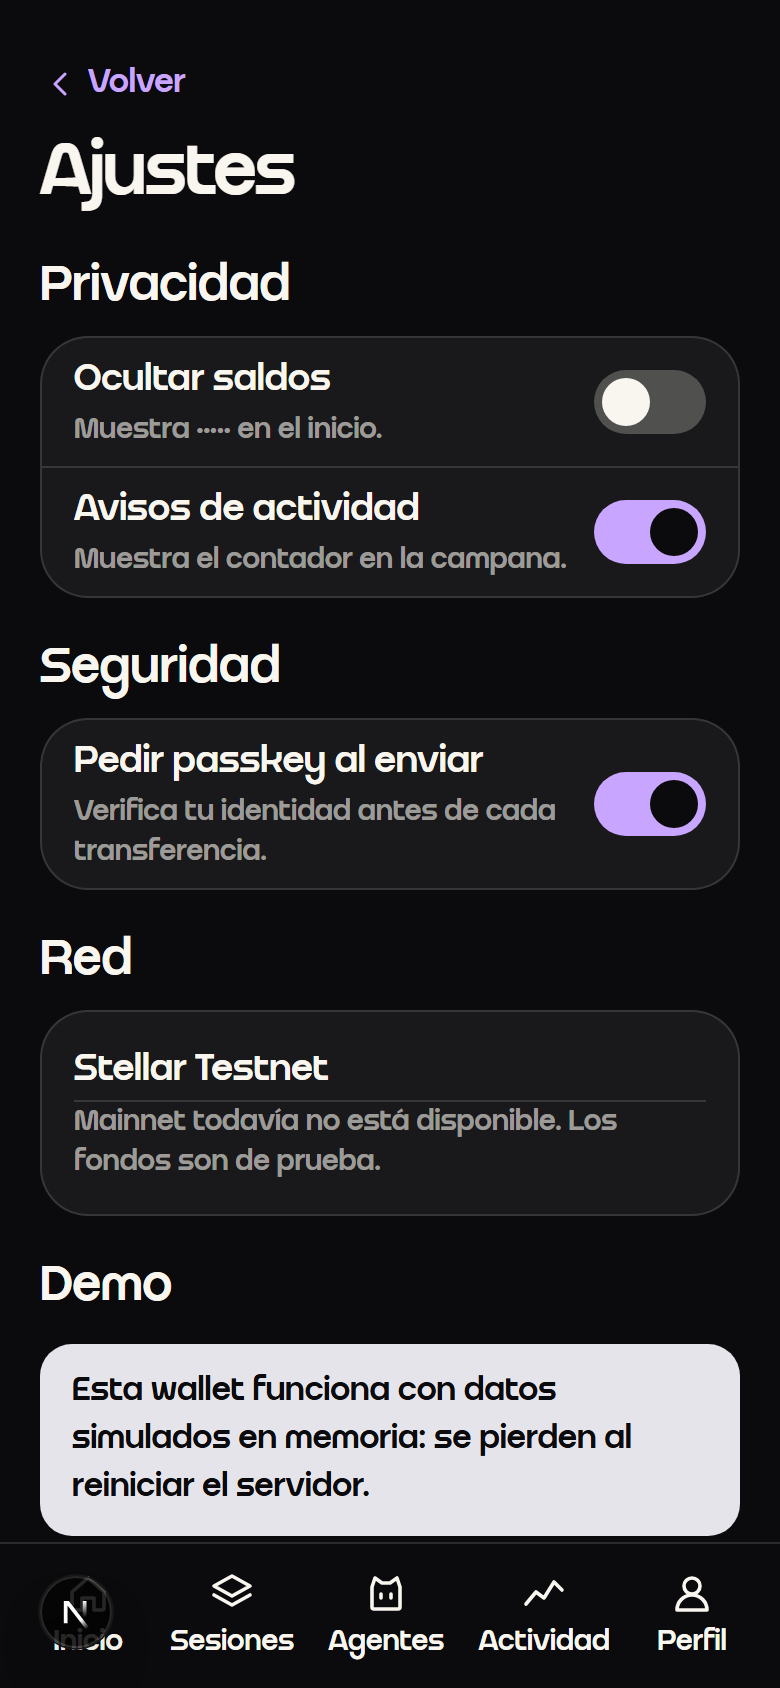 Volver
Ajustes
Privacidad
Ocultar saldos
Muestra ····· en el inicio.
Avisos de actividad
Muestra el contador en la campana.
Seguridad
Pedir passkey al enviar
Verifica tu identidad antes de cada
transferencia.
Red
Stellar Testnet
Mainnet todavía no está disponible. Los
fondos son de prueba.
Demo
Esta wallet funciona con datos
simulados en memoria: se pierden al
reiniciar el servidor.
N
Inicio Sesiones Agentes Actividad Perfil